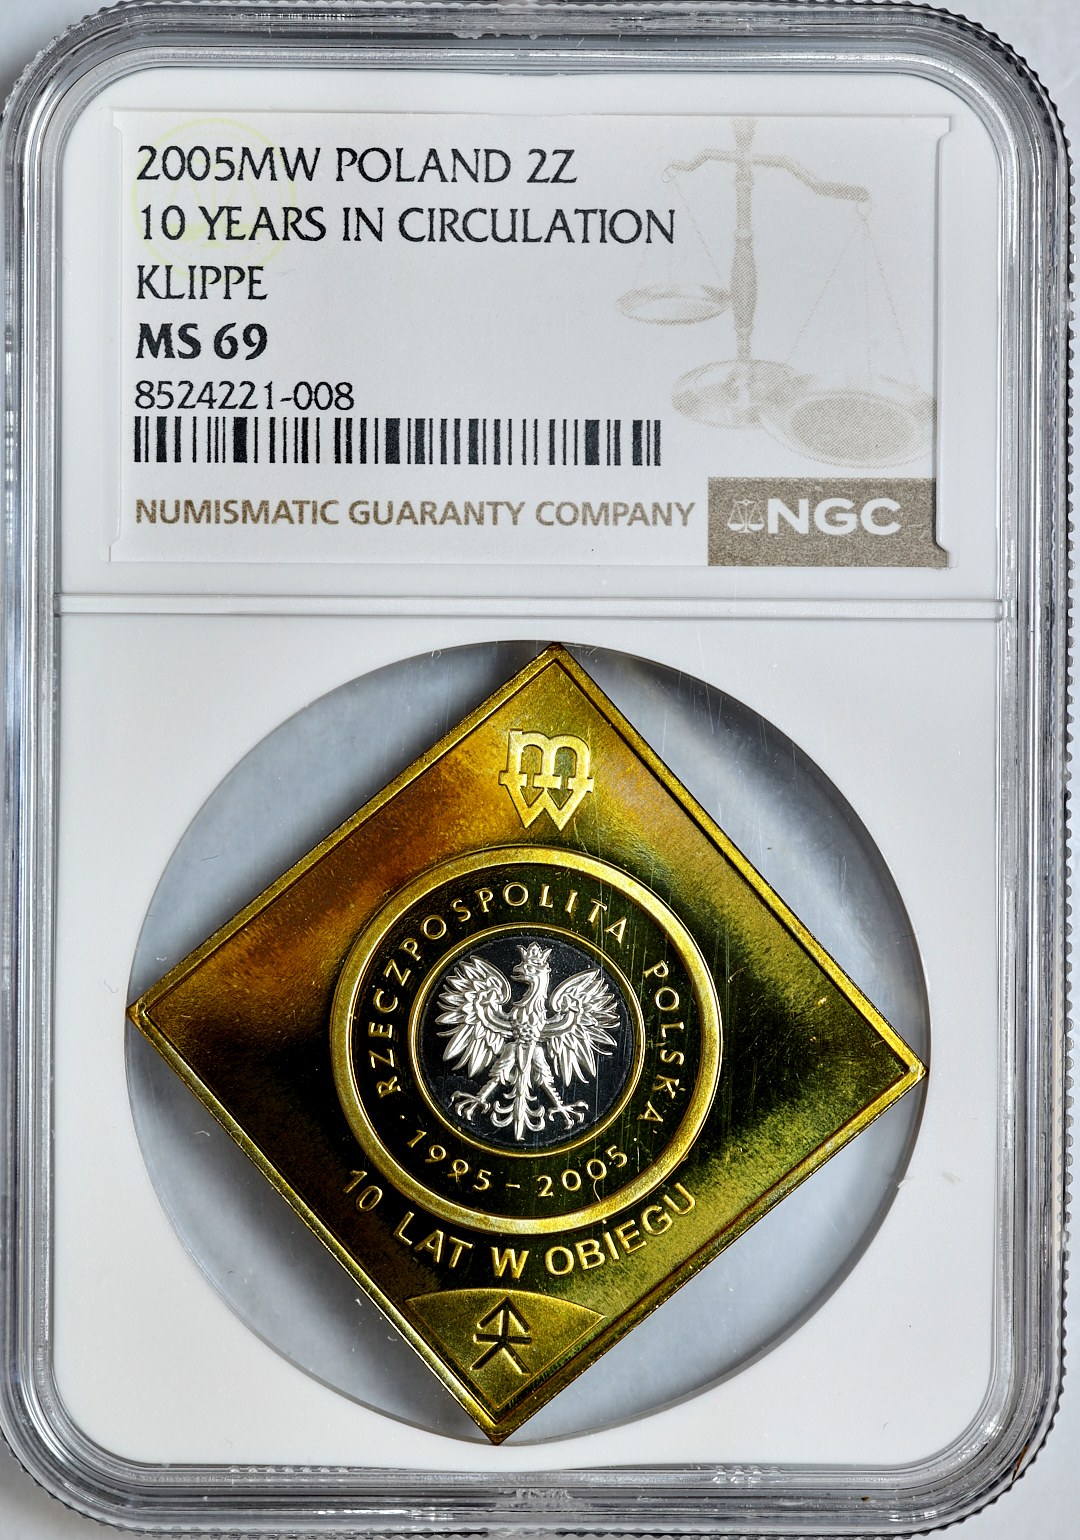 2005MW POLAND 2Z
10 YEARS IN CIRCULATION
KLIPPE
MS 69
8524221-008
NUMISMATIC GUARANTY COMPANY
NGC
MW
RZECZPOSPOLITA POLSKA
· 1995 - 2005 ·
10 LAT W OBIEGU